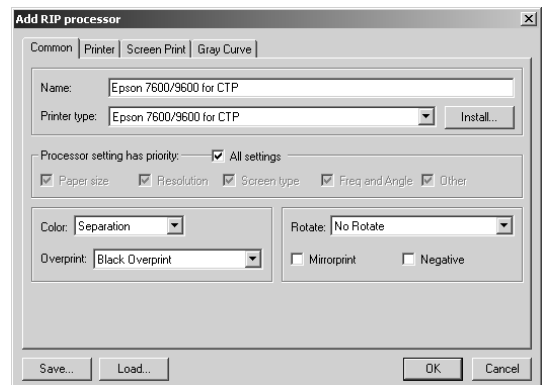 Add RIP processor
Common Printer Screen Print Gray Curve
Name: Epson 7600/9600 for CTP
Printer type: Epson 7600/9600 for CTP Install...
Processor setting has priority: All settings
Paper size Resolution Screen type Freq and Angle Other
Color: Separation Rotate: No Rotate
Overprint: Black Overprint Mirrorprint Negative
Save... Load... OK Cancel